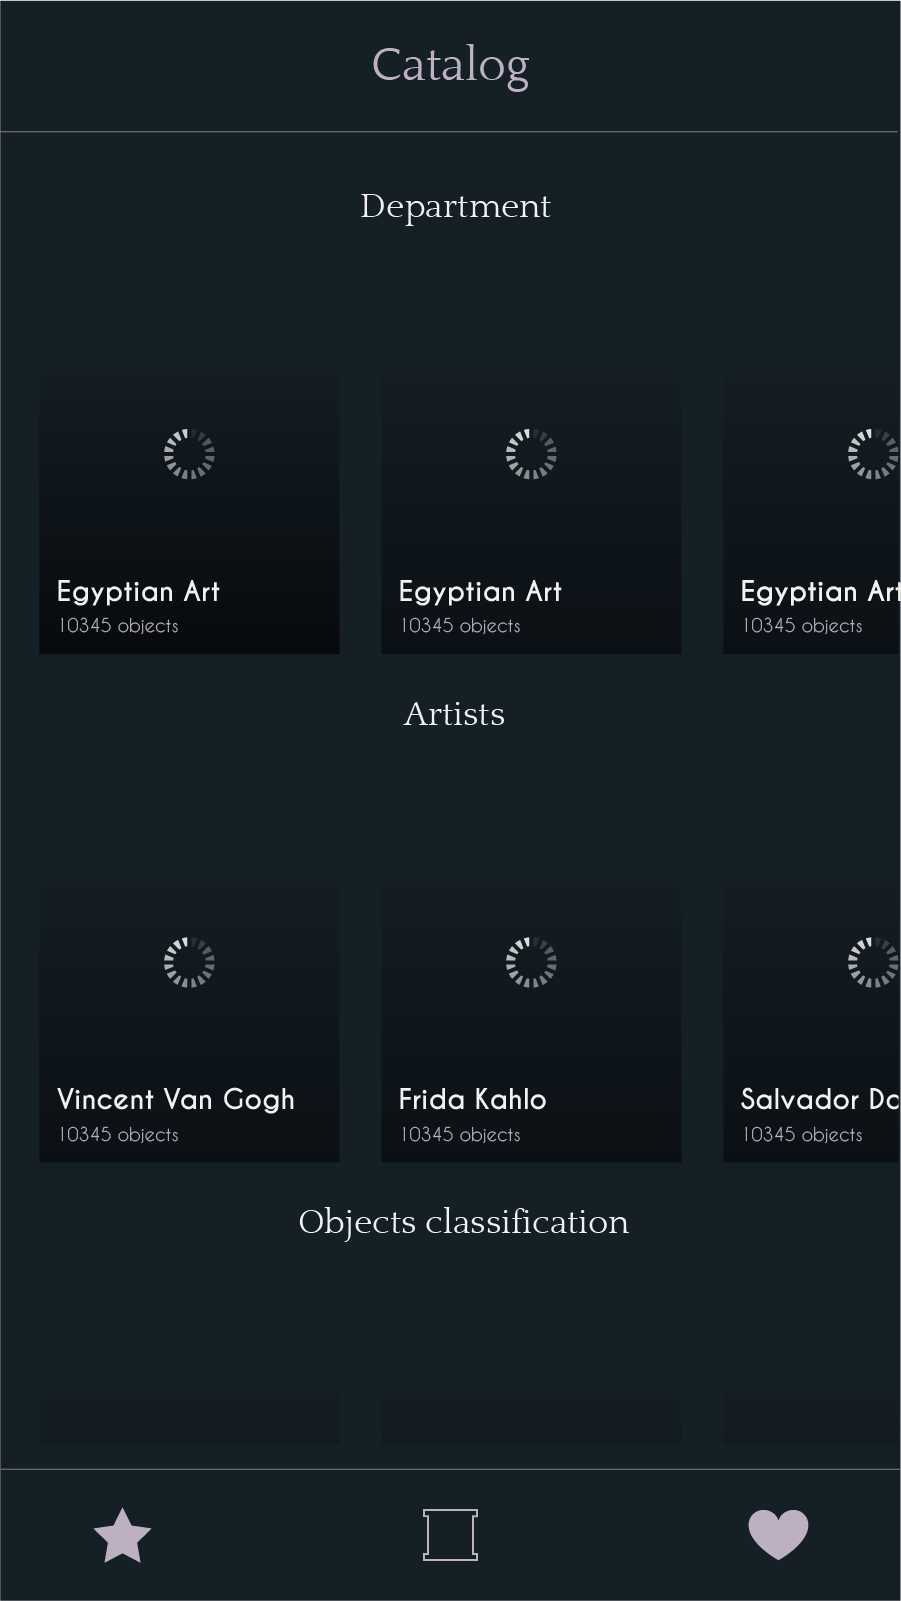 Catalog
Department
Egyptian Art
10345 objects
Egyptian Art
10345 objects
Egyptian Art
10345 objects
Artists
Vincent Van Gogh
10345 objects
Frida Kahlo
10345 objects
Salvador
10345 objects
Objects classification